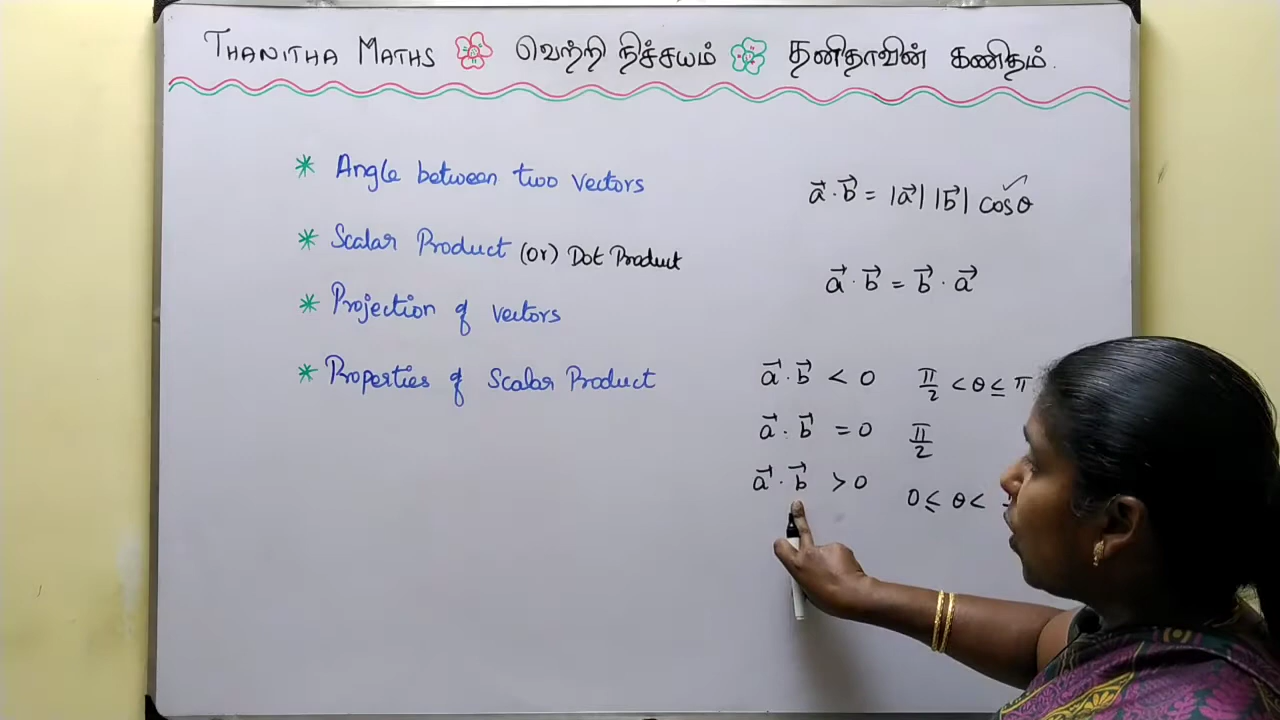 THANITHA MATHS வெற்றி நிச்சயம் தனிதாவின் கணிதம்.
* Angle between two vectors
* Scalar Product (or) Dot Product
* Projection of vectors
* Properties of Scalar Product
a⃗ · b⃗ = |a⃗| |b⃗| cosθ ✓
a⃗ · b⃗ = b⃗ · a⃗
a⃗ · b⃗ < 0 π/2 < θ ≤ π
a⃗ · b⃗ = 0 π/2
a⃗ · b⃗ > 0 0 ≤ θ <